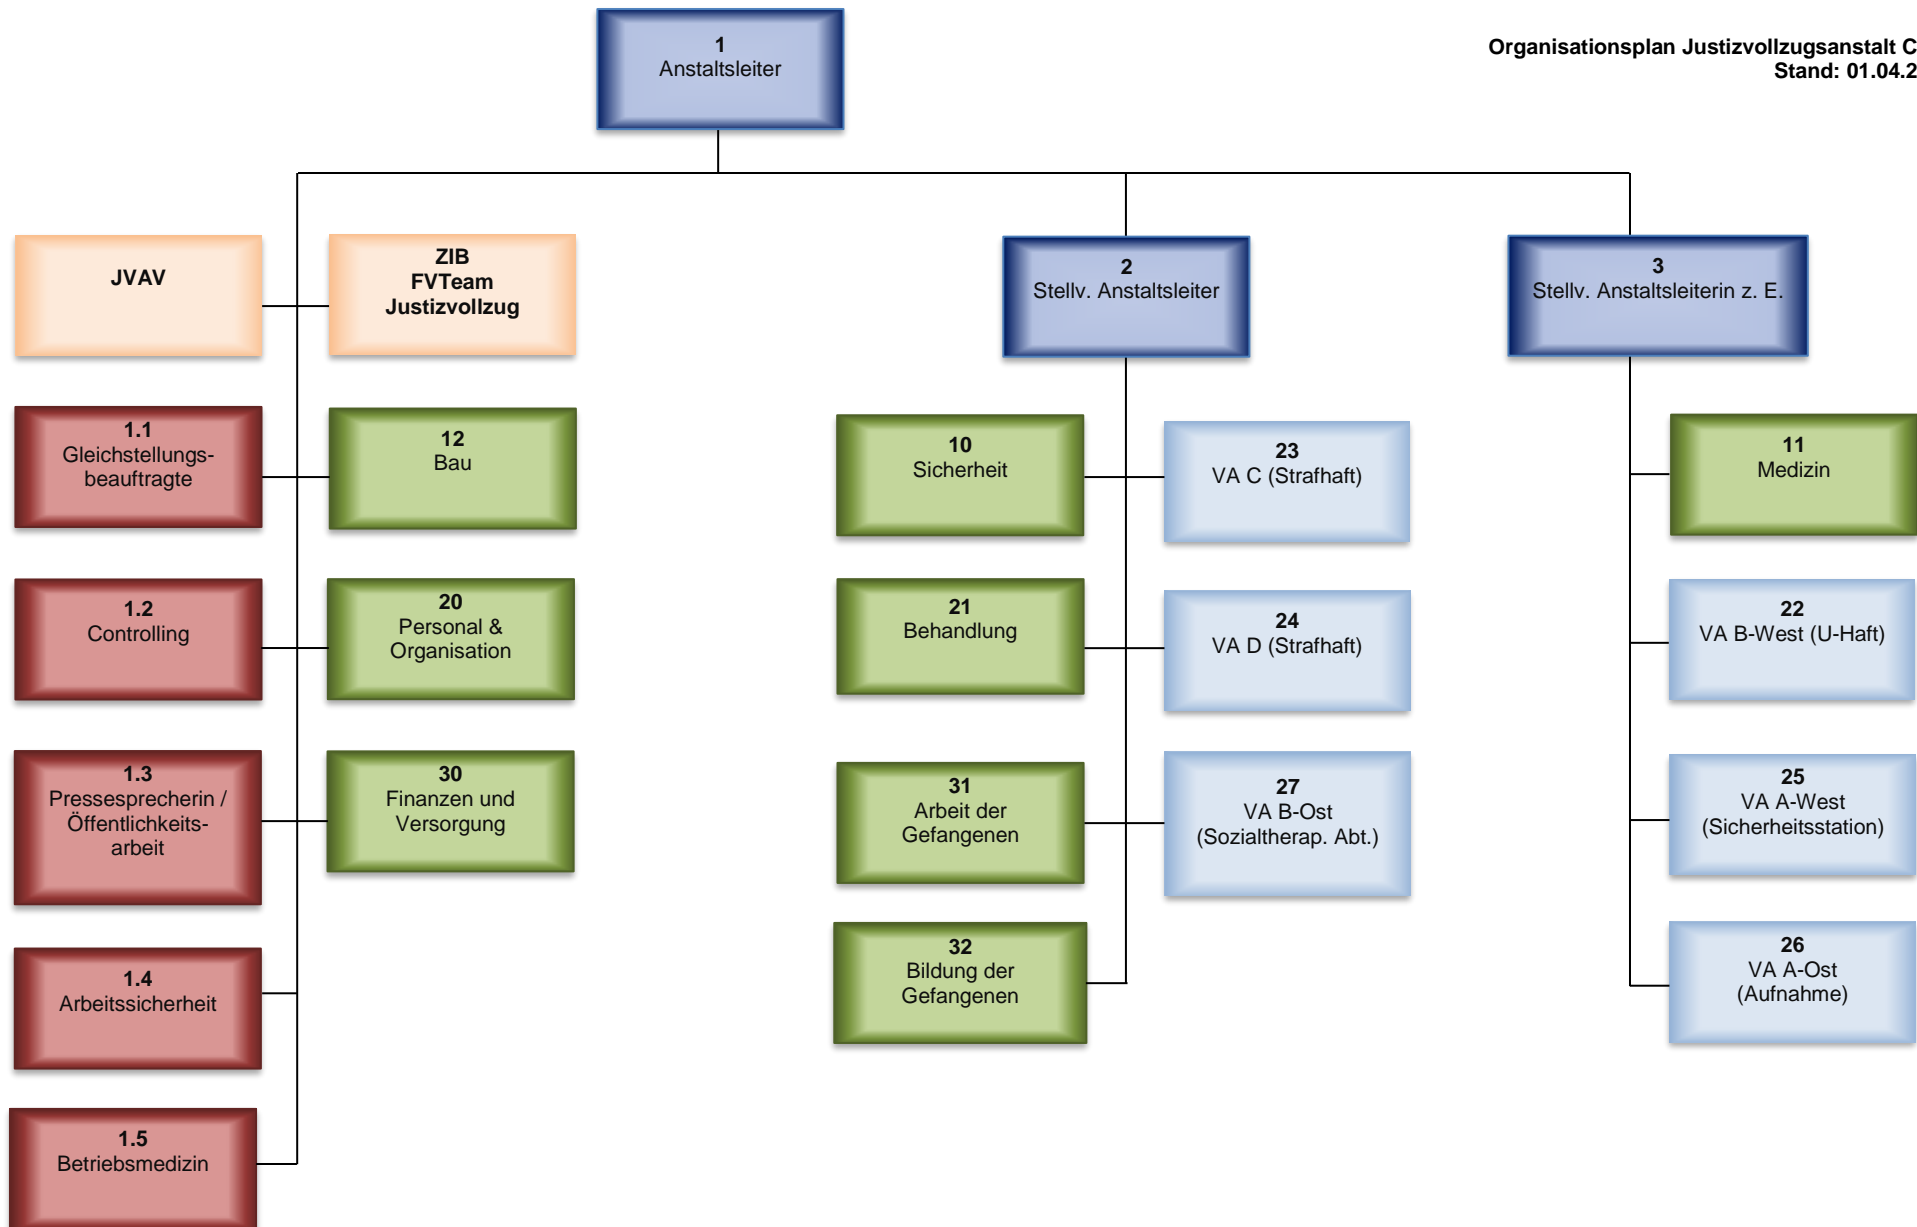 Organisationsplan Justizvollzugsanstalt C
Stand: 01.04.2
1
Anstaltsleiter
JVAV
ZIB
FVTeam
Justizvollzug
2
Stellv. Anstaltsleiter
3
Stellv. Anstaltsleiterin z. E.
1.1
Gleichstellungs-
beauftragte
12
Bau
10
Sicherheit
23
VA C (Strafhaft)
11
Medizin
1.2
Controlling
20
Personal &
Organisation
21
Behandlung
24
VA D (Strafhaft)
22
VA B-West (U-Haft)
1.3
Pressesprecherin /
Öffentlichkeits-
arbeit
30
Finanzen und
Versorgung
31
Arbeit der
Gefangenen
27
VA B-Ost
(Sozialtherap. Abt.)
25
VA A-West
(Sicherheitsstation)
1.4
Arbeitssicherheit
32
Bildung der
Gefangenen
26
VA A-Ost
(Aufnahme)
1.5
Betriebsmedizin